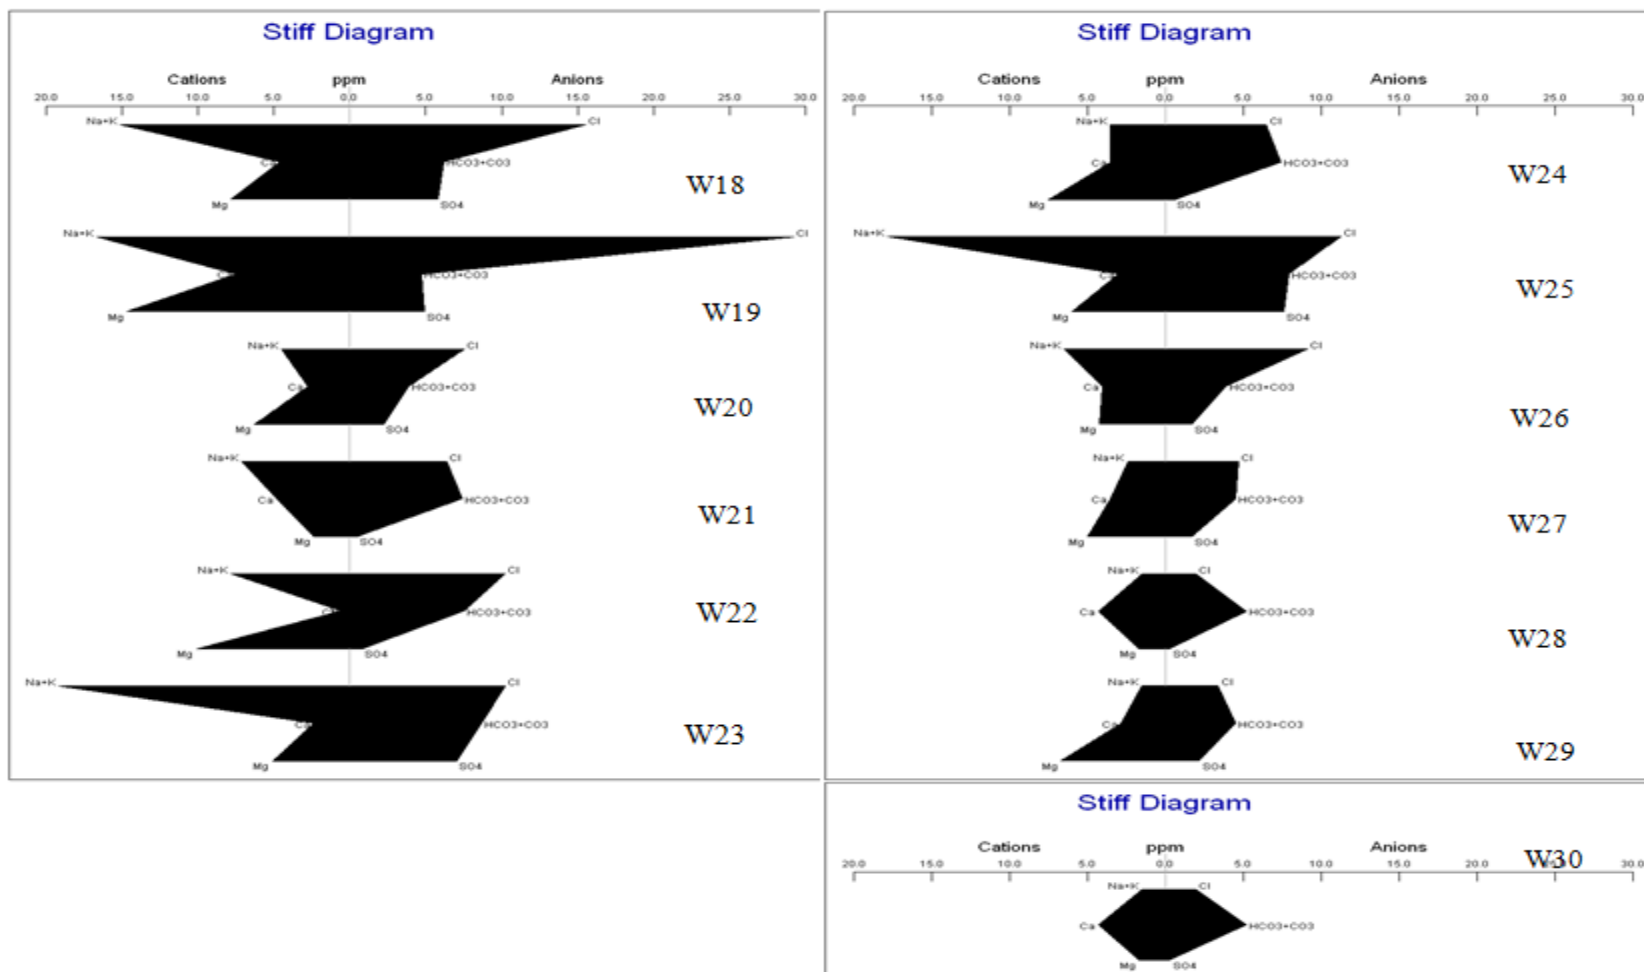 Stiff Diagram
Cations ppm Anions
20.0 15.0 10.0 5.0 0.0 5.0 10.0 15.0 20.0 25.0 30.0
Na+K Cl
Ca HCO3+CO3
W18
Mg SO4
Na+K Cl
HCO3+CO3
W19
Mg SO4
Na+K Cl
Ca HCO3+CO3
W20
Mg SO4
Na+K Cl
Ca HCO3+CO3
W21
Mg SO4
Na+K Cl
HCO3+CO3
W22
Mg SO4
Na+K Cl
Ca HCO3+CO3
W23
Mg SO4
Stiff Diagram
Cations ppm Anions
20.0 15.0 10.0 5.0 0.0 5.0 10.0 15.0 20.0 25.0 30.0
Na+K Cl
Ca HCO3+CO3
W24
Mg SO4
Na+K Cl
HCO3+CO3
W25
Mg SO4
Na+K Cl
Ca HCO3+CO3
W26
Mg SO4
Na+K Cl
Ca HCO3+CO3
W27
Mg SO4
Na+K Cl
Ca HCO3+CO3
W28
Mg SO4
Na+K Cl
Ca HCO3+CO3
W29
Mg SO4
Stiff Diagram
Cations ppm Anions
W30
20.0 15.0 10.0 5.0 0.0 5.0 10.0 15.0 20.0 30.0
Na+K Cl
Ca HCO3+CO3
Mg SO4